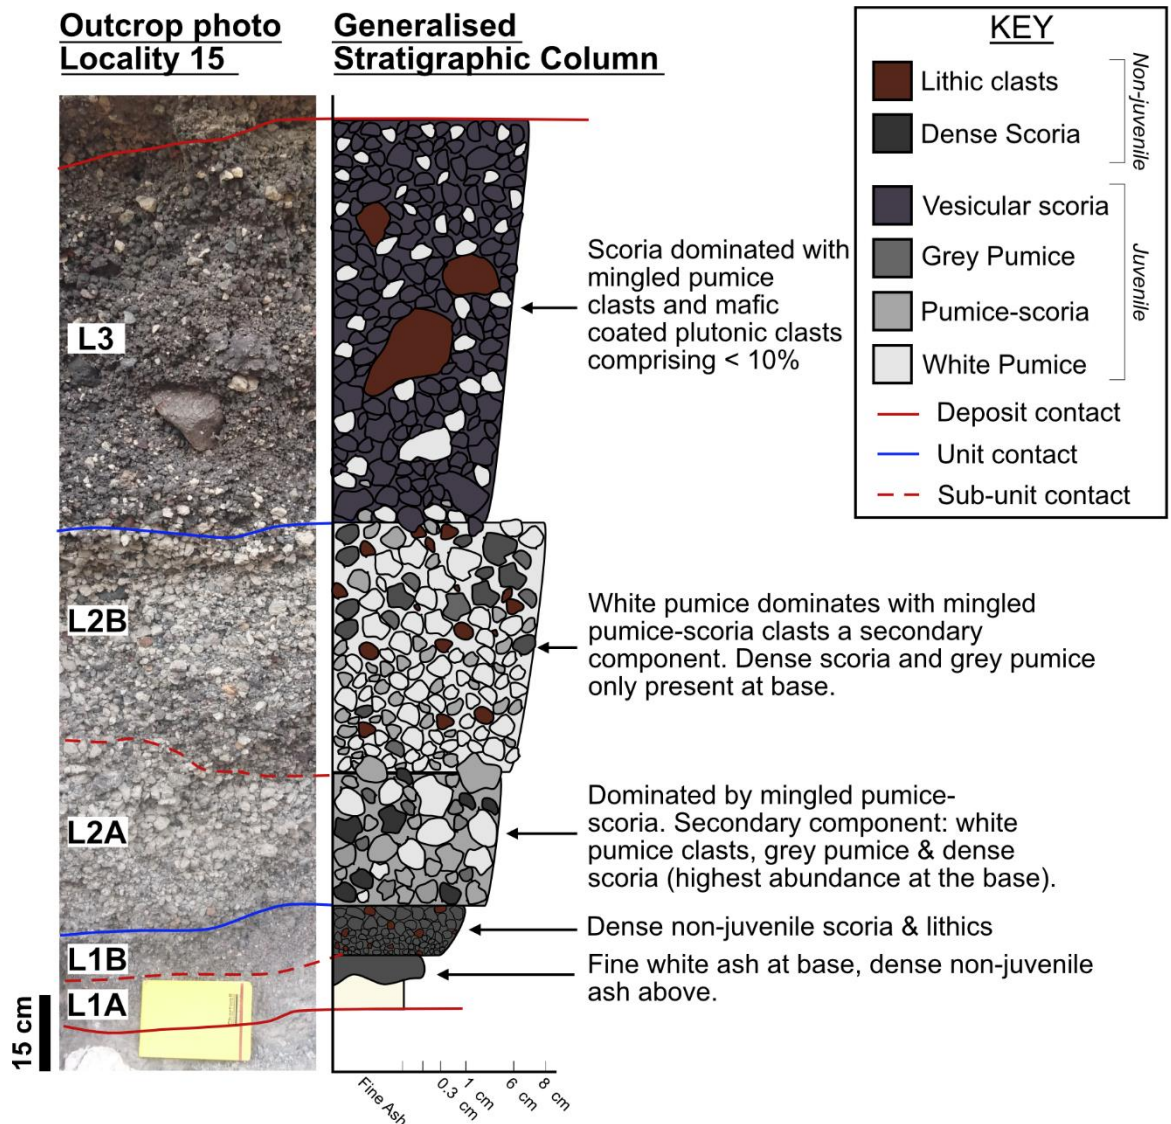 Outcrop photo
Locality 15
Generalised
Stratigraphic Column
KEY
Lithic clasts
Dense Scoria
Non-juvenile
Vesicular scoria
Grey Pumice
Pumice-scoria
White Pumice
Juvenile
Deposit contact
Unit contact
Sub-unit contact
L3
Scoria dominated with
mingled pumice
clasts and mafic
coated plutonic clasts
comprising < 10%
L2B
White pumice dominates with mingled
pumice-scoria clasts a secondary
component. Dense scoria and grey pumice
only present at base.
L2A
Dominated by mingled pumice-
scoria. Secondary component: white
pumice clasts, grey pumice & dense
scoria (highest abundance at the base).
L1B
Dense non-juvenile scoria & lithics
L1A
Fine white ash at base, dense non-juvenile
ash above.
15 cm
Fine Ash
0.3 cm
1 cm
6 cm
8 cm